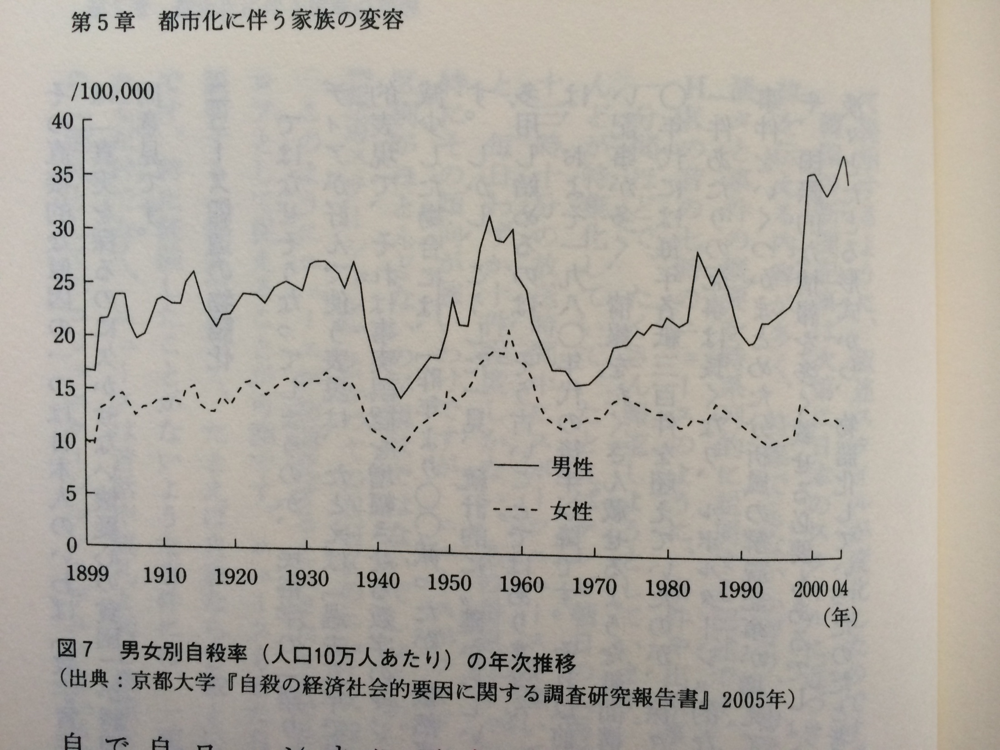 第5章　都市化に伴う家族の変容
/100,000
40
35
30
25
20
15
10
5
0
男性
女性
1899 1910 1920 1930 1940 1950 1960 1970 1980 1990 2000 04
(年)
図7　男女別自殺率（人口10万人あたり）の年次推移
（出典：京都大学『自殺の経済社会的要因に関する調査研究報告書』2005年）